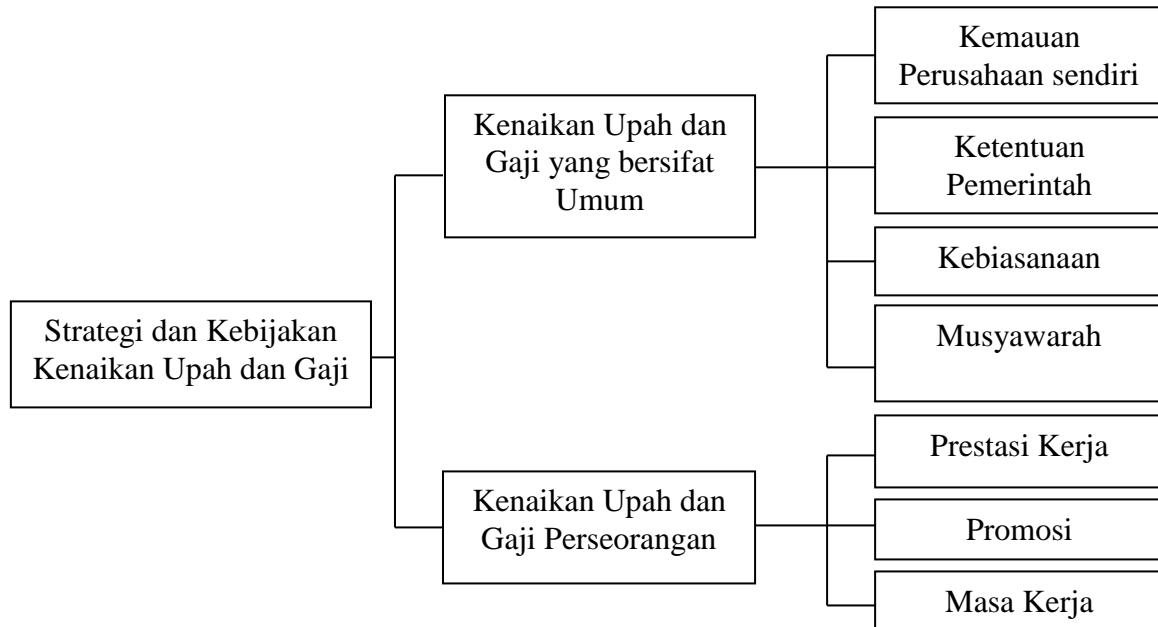 Strategi dan Kebijakan
Kenaikan Upah dan Gaji
Kenaikan Upah dan
Gaji yang bersifat
Umum
Kemauan
Perusahaan sendiri
Ketentuan
Pemerintah
Kebiasanaan
Musyawarah
Kenaikan Upah dan
Gaji Perseorangan
Prestasi Kerja
Promosi
Masa Kerja